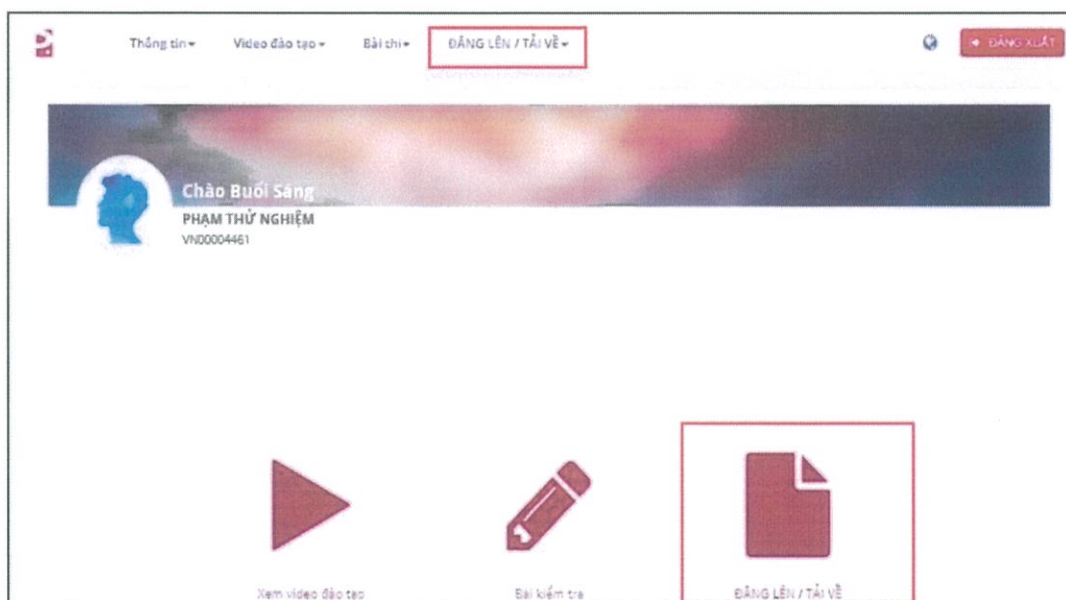 Thông tin Video đào tạo Bài thi ĐĂNG LÊN / TẢI VỀ ĐĂNG XUẤT
Chào Buổi Sáng
PHẠM THỬ NGHIỆM
VN00004461
Xem video đào tạo Bài kiểm tra ĐĂNG LÊN / TẢI VỀ